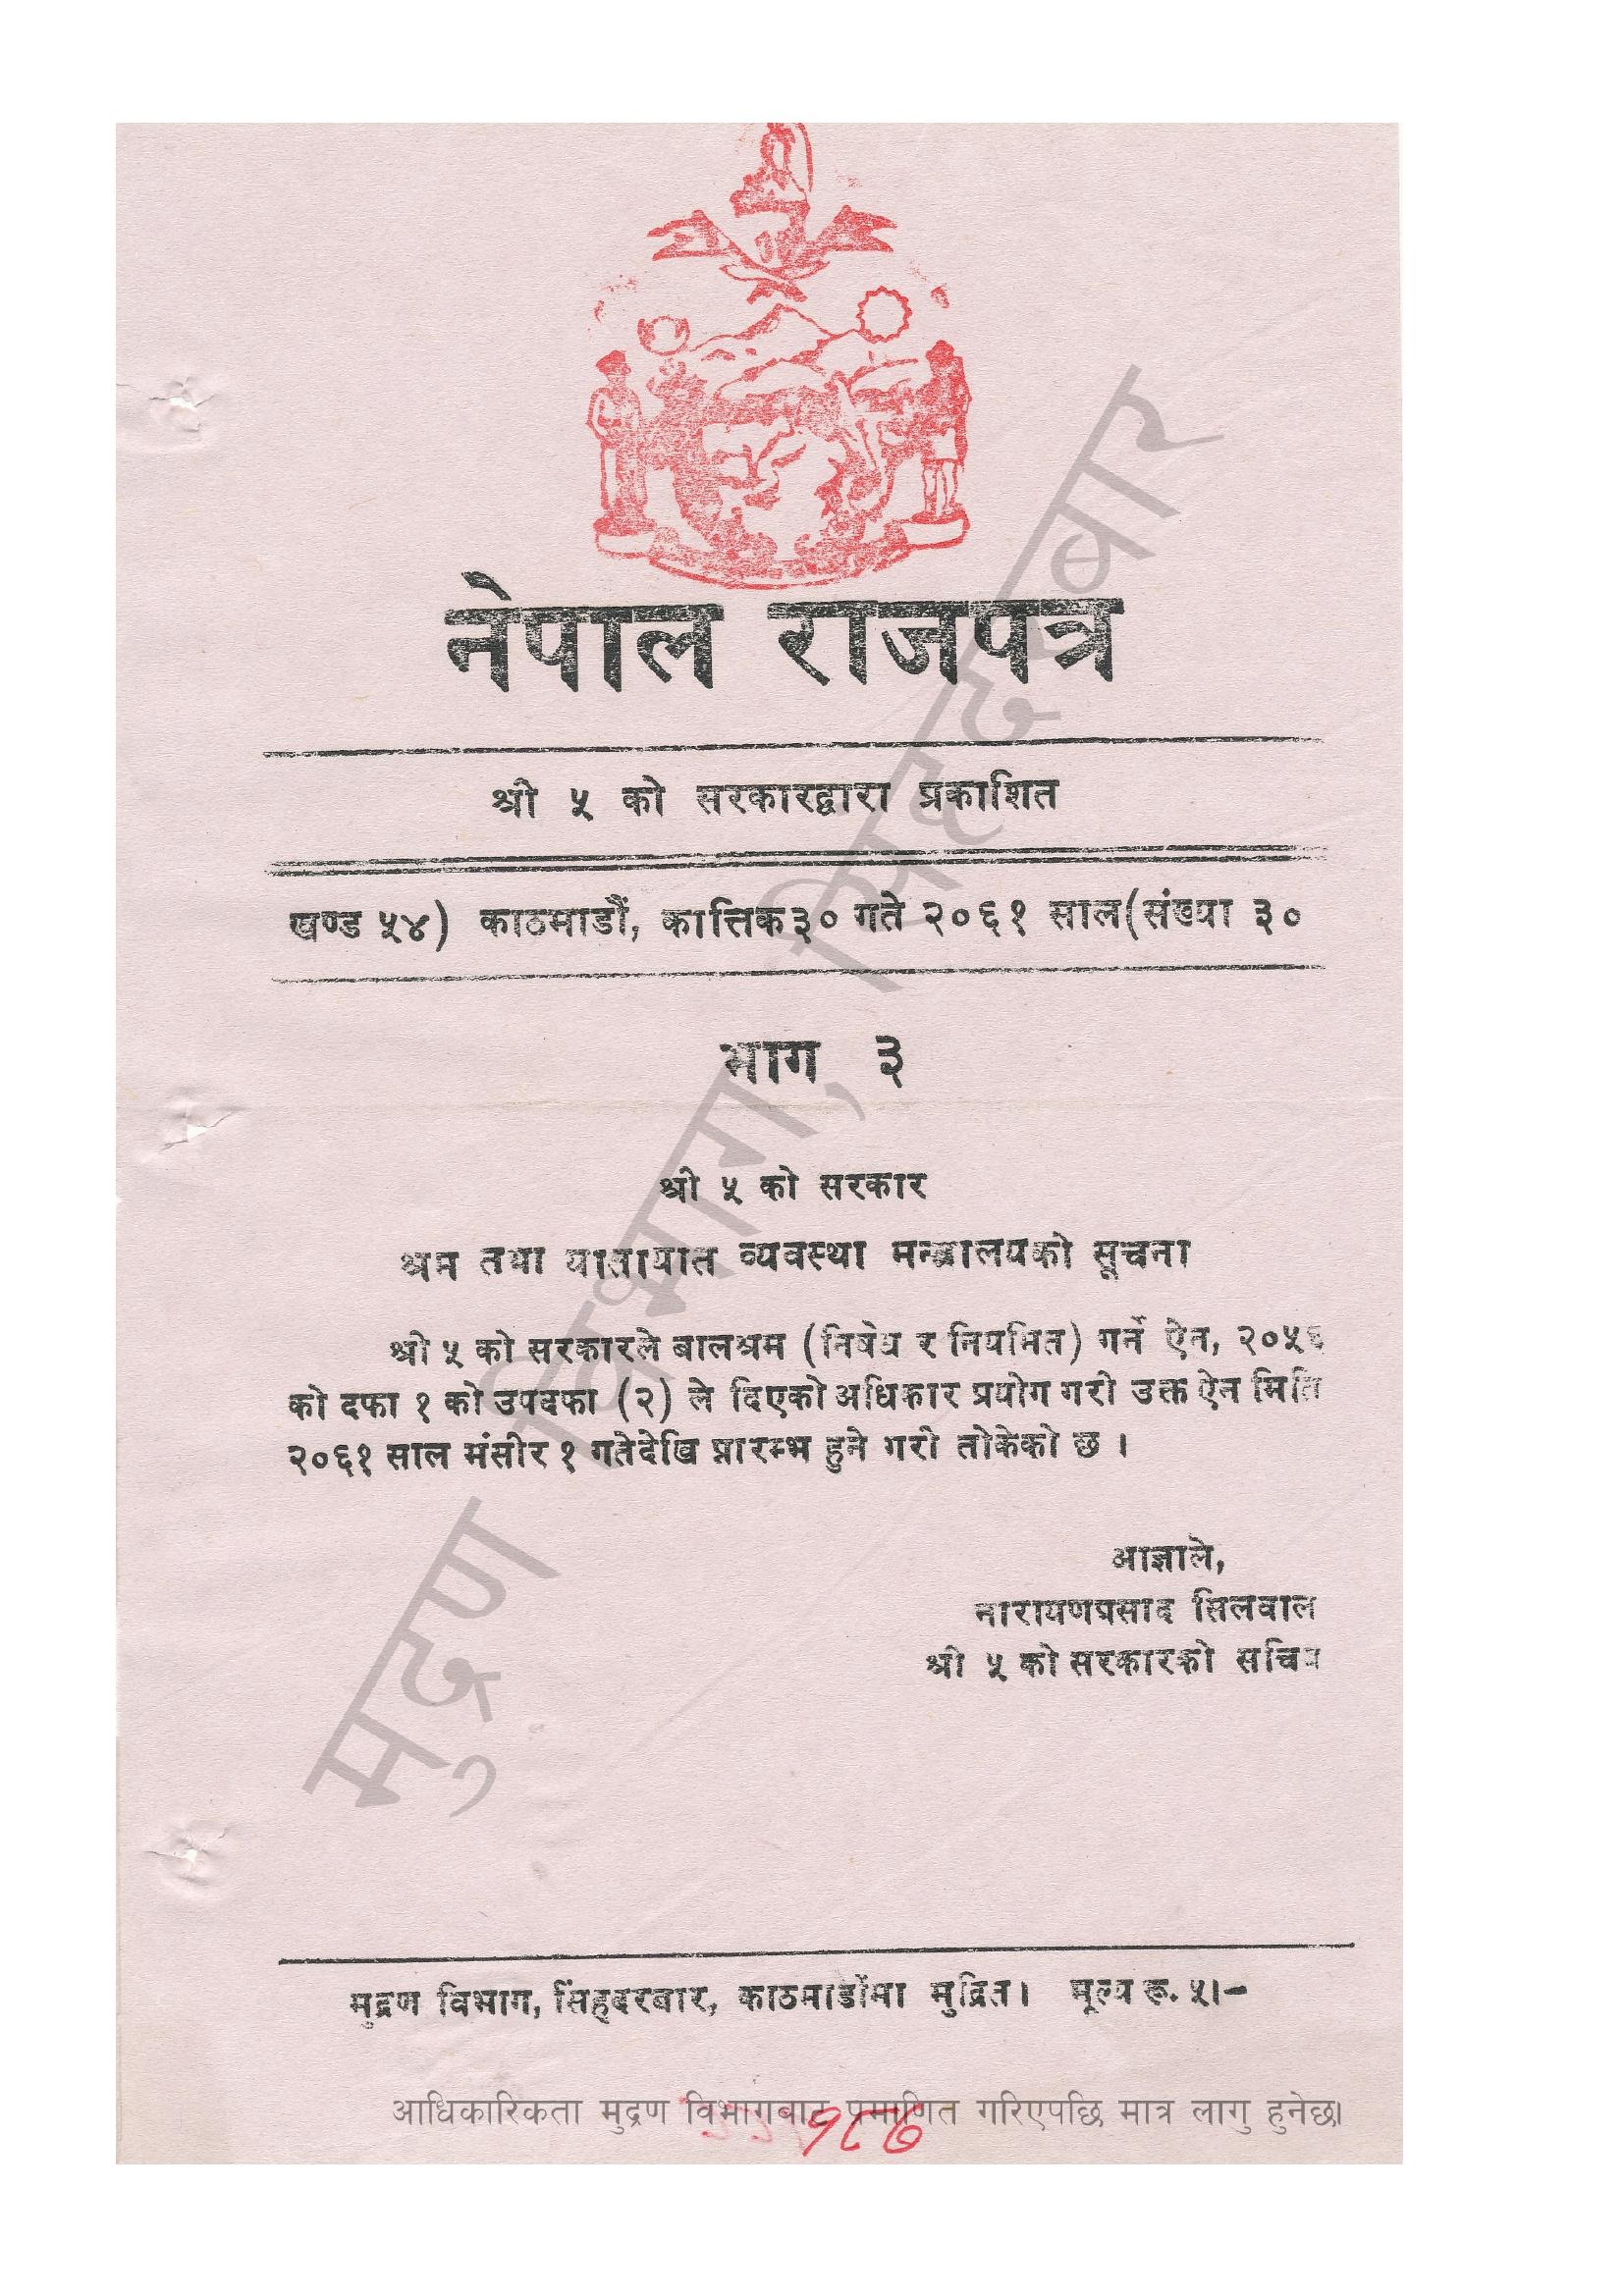 नेपाल राजपत्र
श्री ५ को सरकारद्वारा प्रकाशित
खण्ड ५४) काठमाडौं, कात्तिक ३० गते २०६१ साल (संख्या ३०
भाग ३
श्री ५ को सरकार
श्रम तथा यातायात व्यवस्था मन्त्रालयको सूचना
श्री ५ को सरकारले बालश्रम (निषेध र नियमित) गर्ने ऐन, २०५६
को दफा १ को उपदफा (२) ले दिएको अधिकार प्रयोग गरी उक्त ऐन मिति
२०६१ साल मंसीर १ गतेदेखि प्रारम्भ हुने गरी तोकेको छ ।
आज्ञाले,
नारायणप्रसाद सिलवाल
श्री ५ को सरकारको सचिव
मुद्रण विभाग, सिंहदरबार, काठमाडौंमा मुद्रित। मूल्य रू. ५।-
आधिकारिकता मुद्रण विभागबाट प्रमाणित गरिएपछि मात्र लागु हुनेछ।
१८७
मुद्रण विभाग, सिंहदरबार